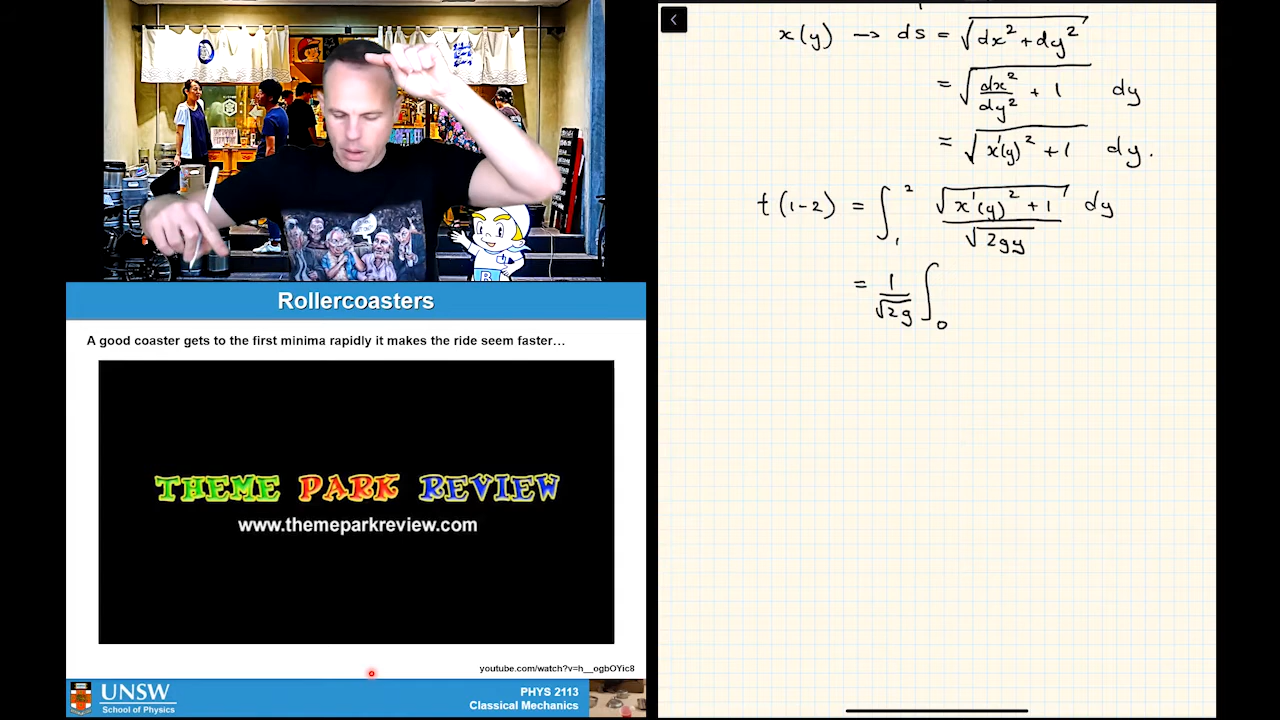 Rollercoasters
A good coaster gets to the first minima rapidly it makes the ride seem faster…
THEME PARK REVIEW
www.themeparkreview.com
youtube.com/watch?v=h__ogbOYic8
UNSW
School of Physics
PHYS 2113
Classical Mechanics
x(y) → ds = √(dx² + dy²)
= √(dx²/dy² + 1) dy
= √(x'(y)² + 1) dy.
t(1-2) = ∫₁² √(x'(y)² + 1)/√(2gy) dy
= 1/√(2g) ∫₀